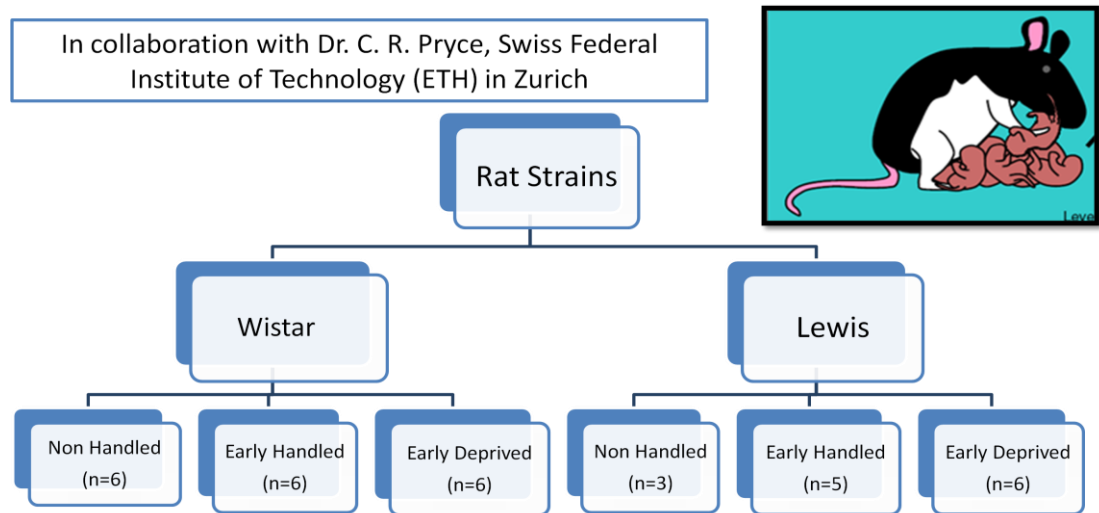 In collaboration with Dr. C. R. Pryce, Swiss Federal
Institute of Technology (ETH) in Zurich
Rat Strains
Wistar
Lewis
Non Handled
(n=6)
Early Handled
(n=6)
Early Deprived
(n=6)
Non Handled
(n=3)
Early Handled
(n=5)
Early Deprived
(n=6)